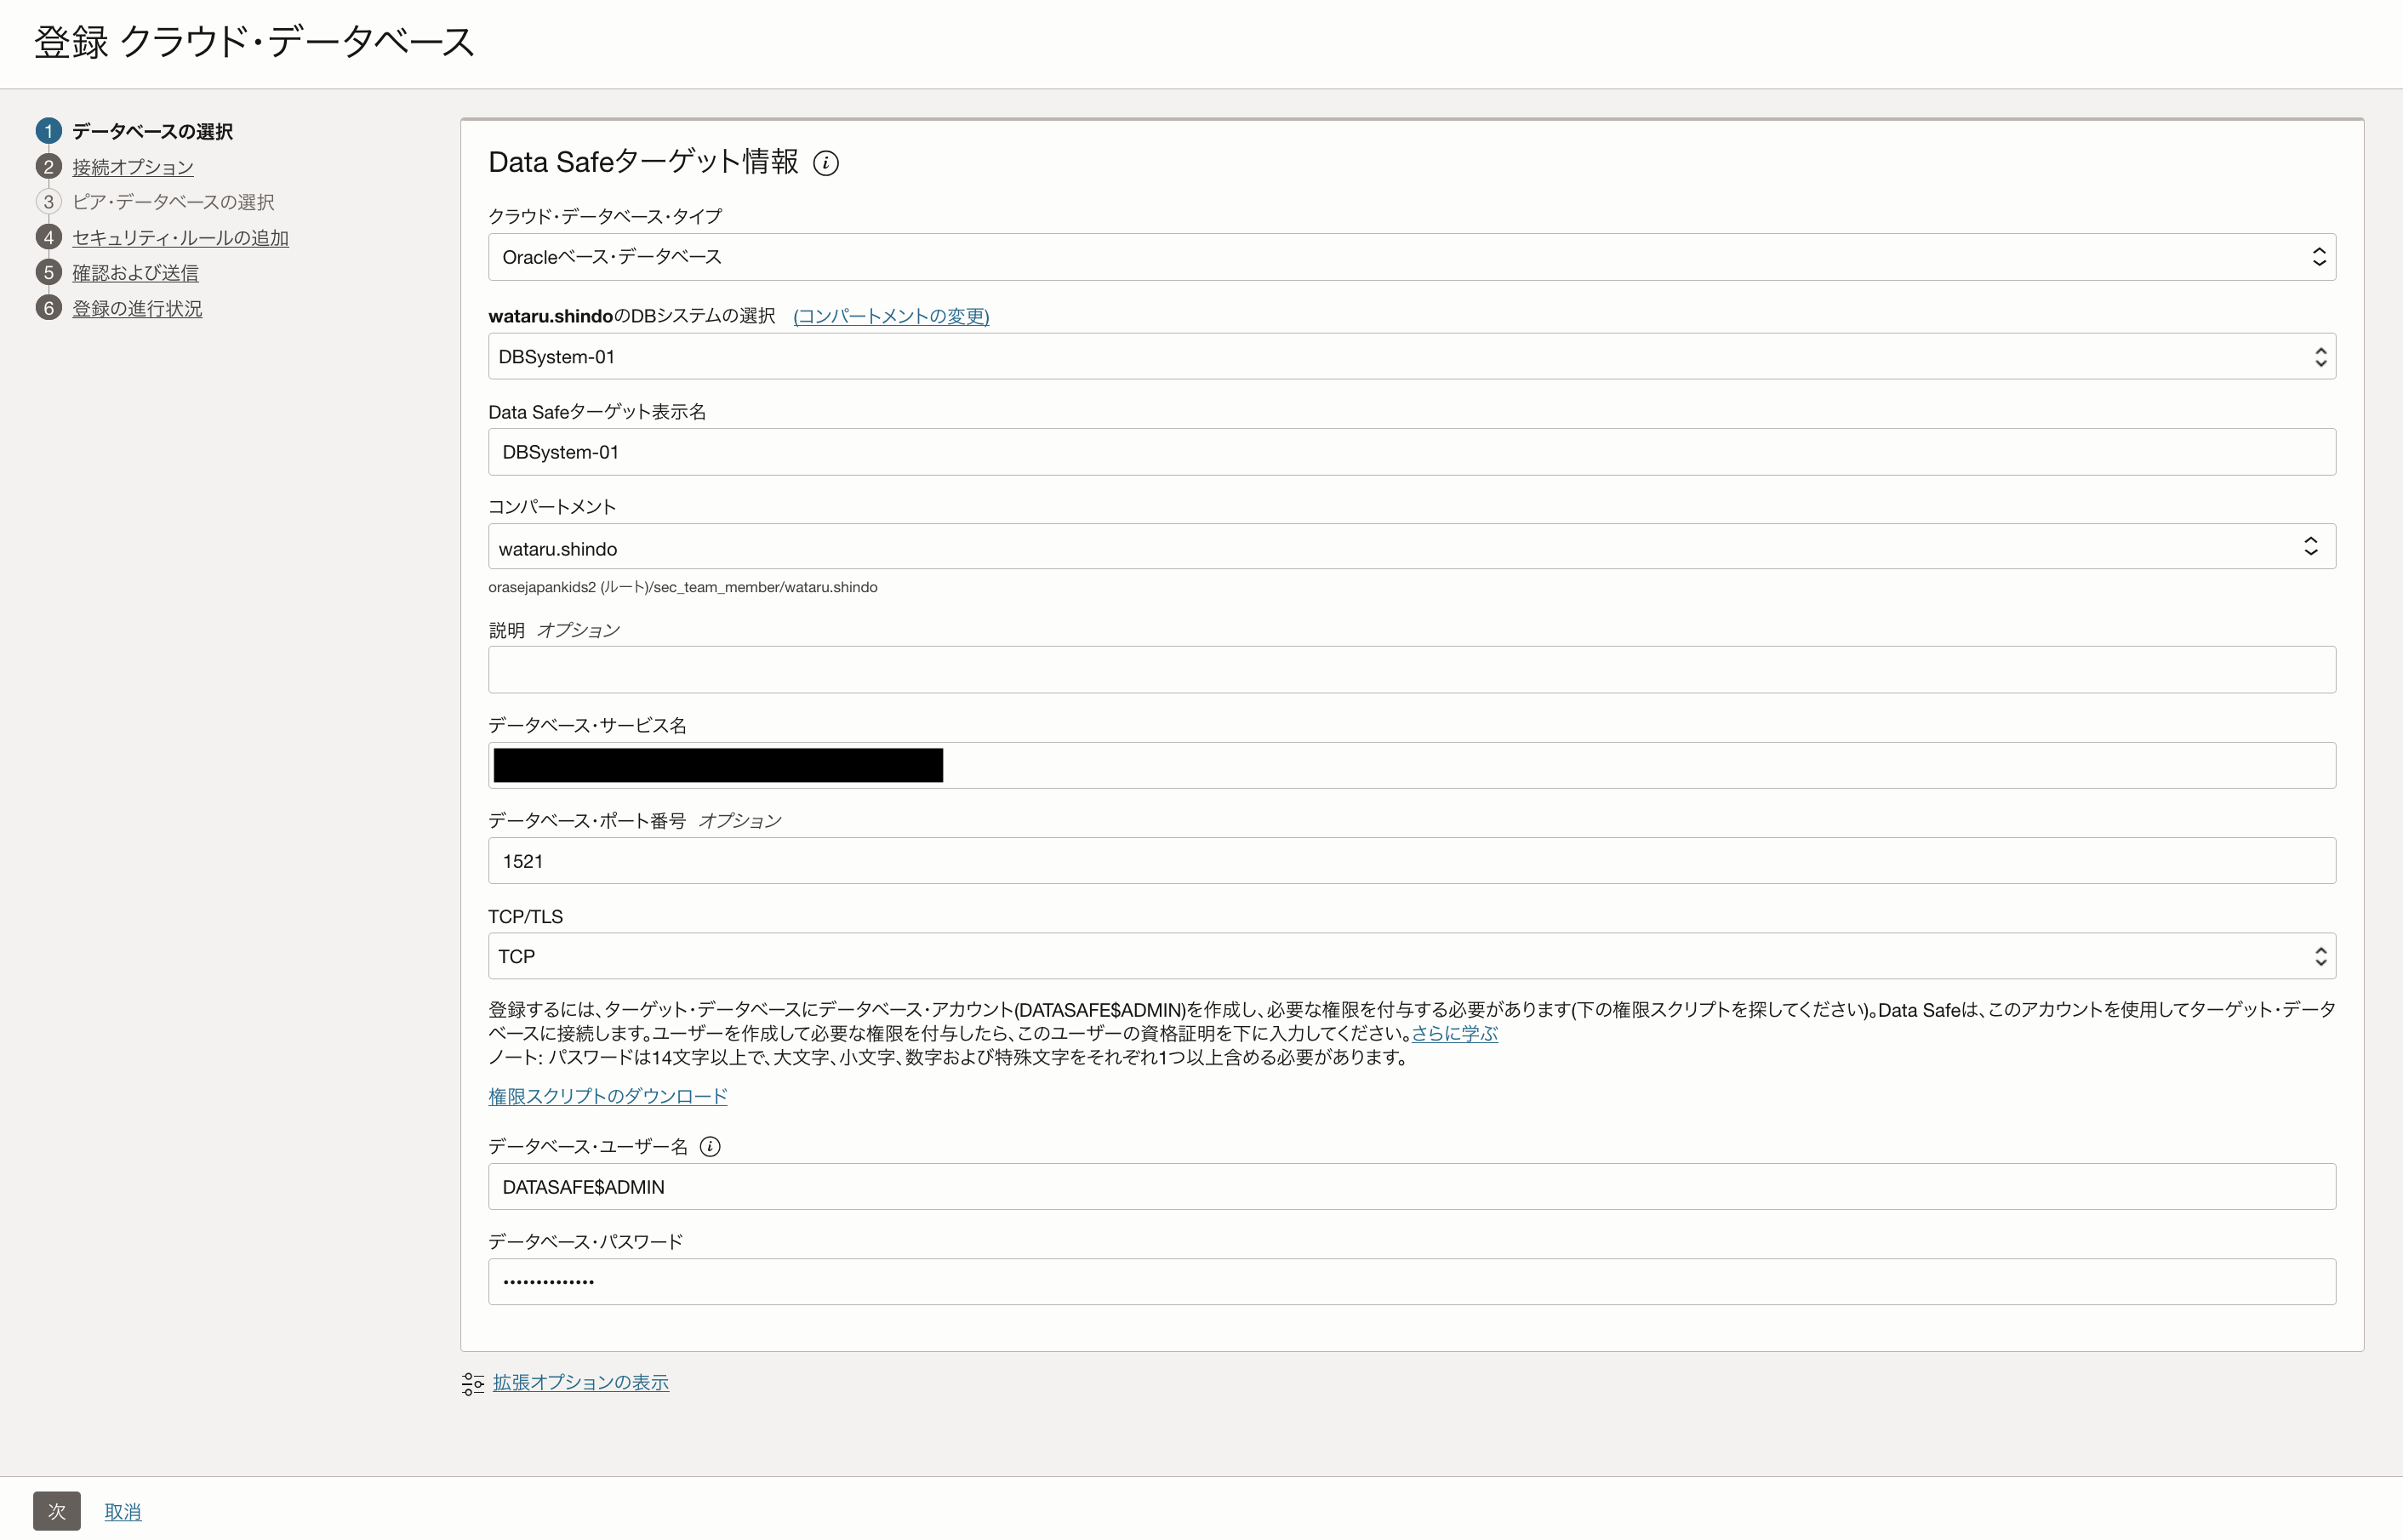 登録 クラウド・データベース
1 データベースの選択
2 接続オプション
3 ピア・データベースの選択
4 セキュリティ・ルールの追加
5 確認および送信
6 登録の進行状況
Data Safeターゲット情報 i
クラウド・データベース・タイプ
Oracleベース・データベース
wataru.shindoのDBシステムの選択 (コンパートメントの変更)
DBSystem-01
Data Safeターゲット表示名
DBSystem-01
コンパートメント
wataru.shindo
orasejapankids2 (ルート)/sec_team_member/wataru.shindo
説明 オプション
データベース・サービス名
データベース・ポート番号 オプション
1521
TCP/TLS
TCP
登録するには、ターゲット・データベースにデータベース・アカウント(DATASAFE$ADMIN)を作成し、必要な権限を付与する必要があります(下の権限スクリプトを探してください)。Data Safeは、このアカウントを使用してターゲット・データ
ベースに接続します。ユーザーを作成して必要な権限を付与したら、このユーザーの資格証明を下に入力してください。さらに学ぶ
ノート: パスワードは14文字以上で、大文字、小文字、数字および特殊文字をそれぞれ1つ以上含める必要があります。
権限スクリプトのダウンロード
データベース・ユーザー名 i
DATASAFE$ADMIN
データベース・パスワード
••••••••••••••
拡張オプションの表示
次 取消